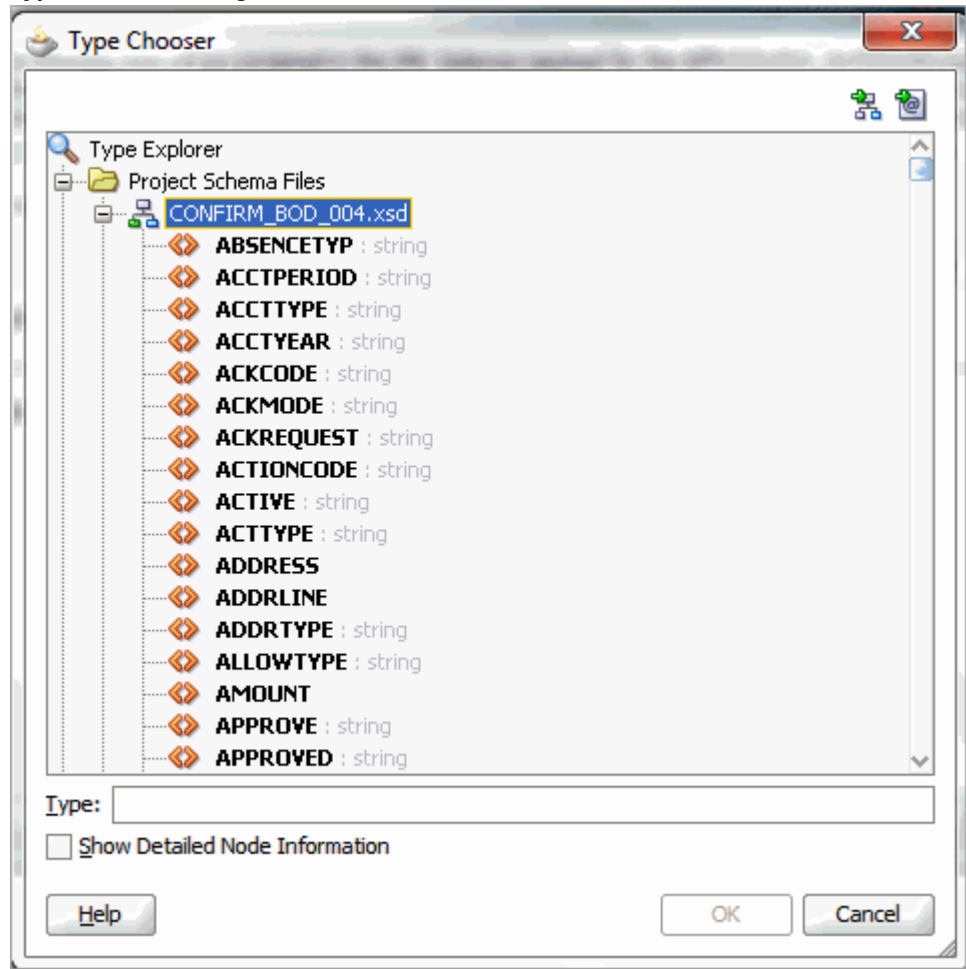 Type Chooser
Type Explorer
Project Schema Files
CONFIRM_BOD_004.xsd
ABSENCETYP : string
ACCTPERIOD : string
ACCTTYPE : string
ACCTYEAR : string
ACKCODE : string
ACKMODE : string
ACKREQUEST : string
ACTIONCODE : string
ACTIVE : string
ACTTYPE : string
ADDRESS
ADDRLINE
ADDRTYPE : string
ALLOWTYPE : string
AMOUNT
APPROVE : string
APPROVED : string
Type:
Show Detailed Node Information
Help OK Cancel